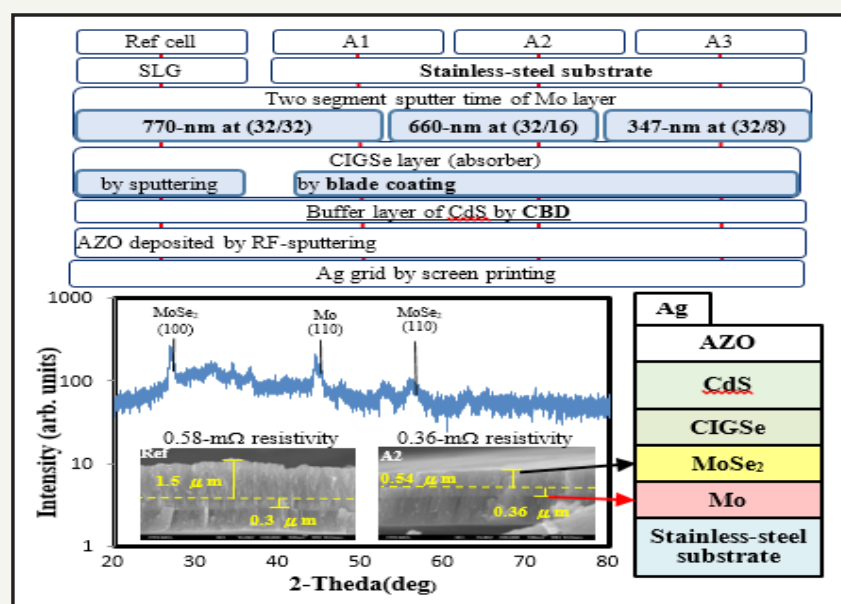 Ref cell A1 A2 A3
SLG Stainless-steel substrate
Two segment sputter time of Mo layer
770-nm at (32/32) 660-nm at (32/16) 347-nm at (32/8)
CIGSe layer (absorber)
by sputtering by blade coating
Buffer layer of CdS by CBD
AZO deposited by RF-sputtering
Ag grid by screen printing
1000
100
10
1
Intensity (arb. units)
MoSe2
(100)
Mo
(110)
MoSe2
(110)
0.58-mΩ resistivity 0.36-mΩ resistivity
Ref
1.5 μm
0.3 μm
A2
0.54 μm
0.36 μm
20 30 40 50 60 70 80
2-Theda(deg)
Ag
AZO
CdS
CIGSe
MoSe2
Mo
Stainless-steel
substrate